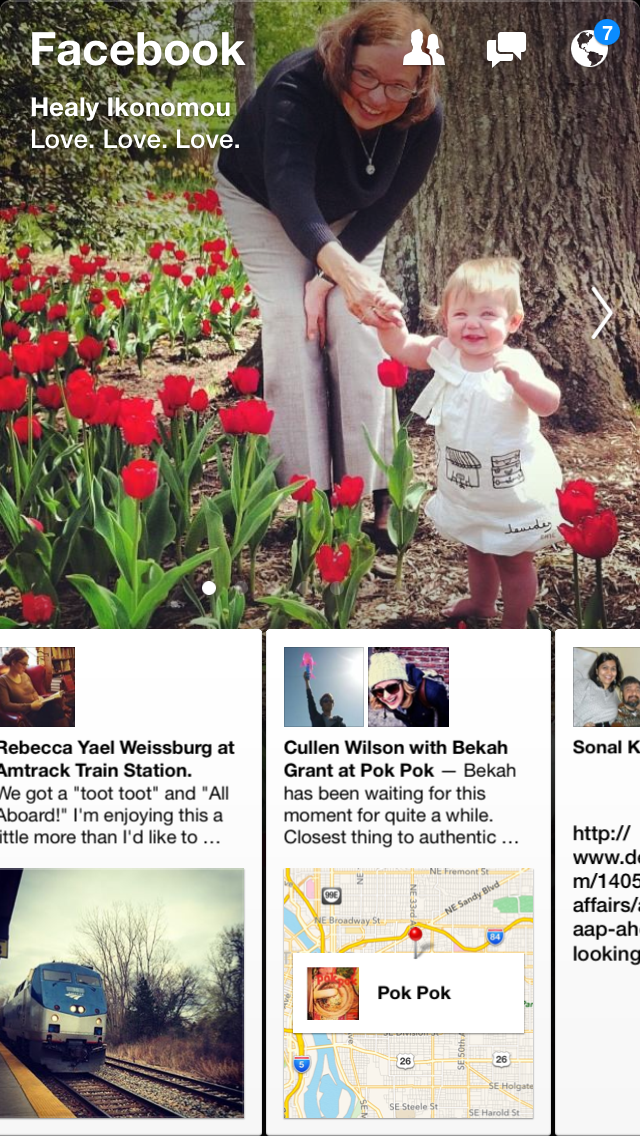 Facebook
7
Healy Ikonomou
Love. Love. Love.
Rebecca Yael Weissburg at
Amtrack Train Station.
We got a "toot toot" and "All
Aboard!" I'm enjoying this a
little more than I'd like to ...
Cullen Wilson with Bekah
Grant at Pok Pok — Bekah
has been waiting for this
moment for quite a while.
Closest thing to authentic ...
NE Fremont St
99E
NE 33rd A
NE Sandy Blvd
NE Broadway St
84
Pok Pok
SE Division St
SE 50th A
5
26
26
SE Holgate
SE Steele St
SE Harold St
Sonal K
http://
www.de
m/1405
affairs/a
aap-ahe
looking